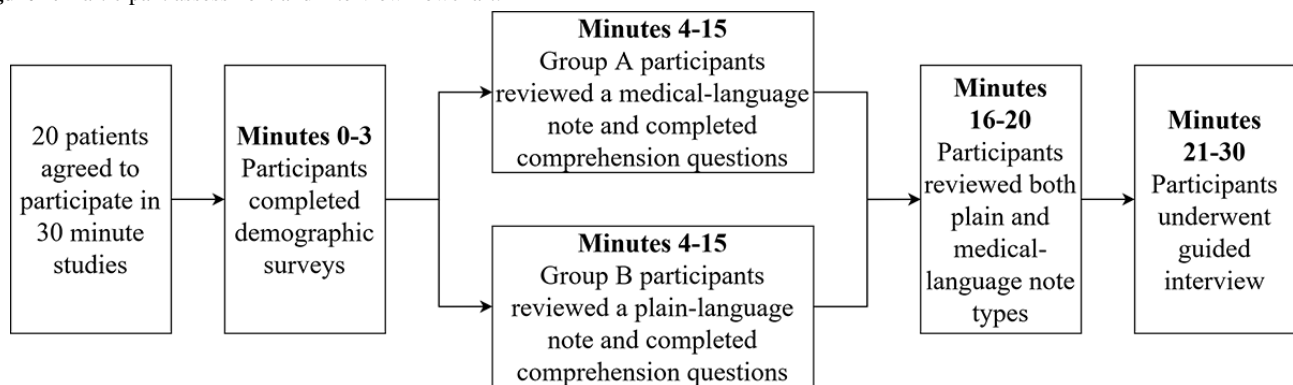 20 patients
agreed to
participate in
30 minute
studies
Minutes 0-3
Participants
completed
demographic
surveys
Minutes 4-15
Group A participants
reviewed a medical-language
note and completed
comprehension questions
Minutes 4-15
Group B participants
reviewed a plain-language
note and completed
comprehension questions
Minutes
16-20
Participants
reviewed both
plain and
medical-
language note
types
Minutes
21-30
Participants
underwent
guided
interview